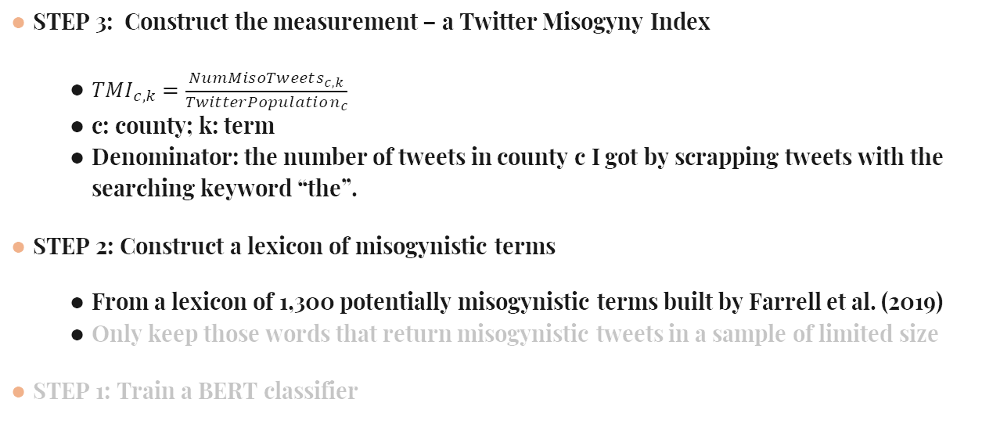 STEP 3: Construct the measurement – a Twitter Misogyny Index
TMI_{c,k} = NumMisoTweets_{c,k} / TwitterPopulation_c
c: county; k: term
Denominator: the number of tweets in county c I got by scrapping tweets with the
searching keyword “the”.
STEP 2: Construct a lexicon of misogynistic terms
From a lexicon of 1,300 potentially misogynistic terms built by Farrell et al. (2019)
Only keep those words that return misogynistic tweets in a sample of limited size
STEP 1: Train a BERT classifier